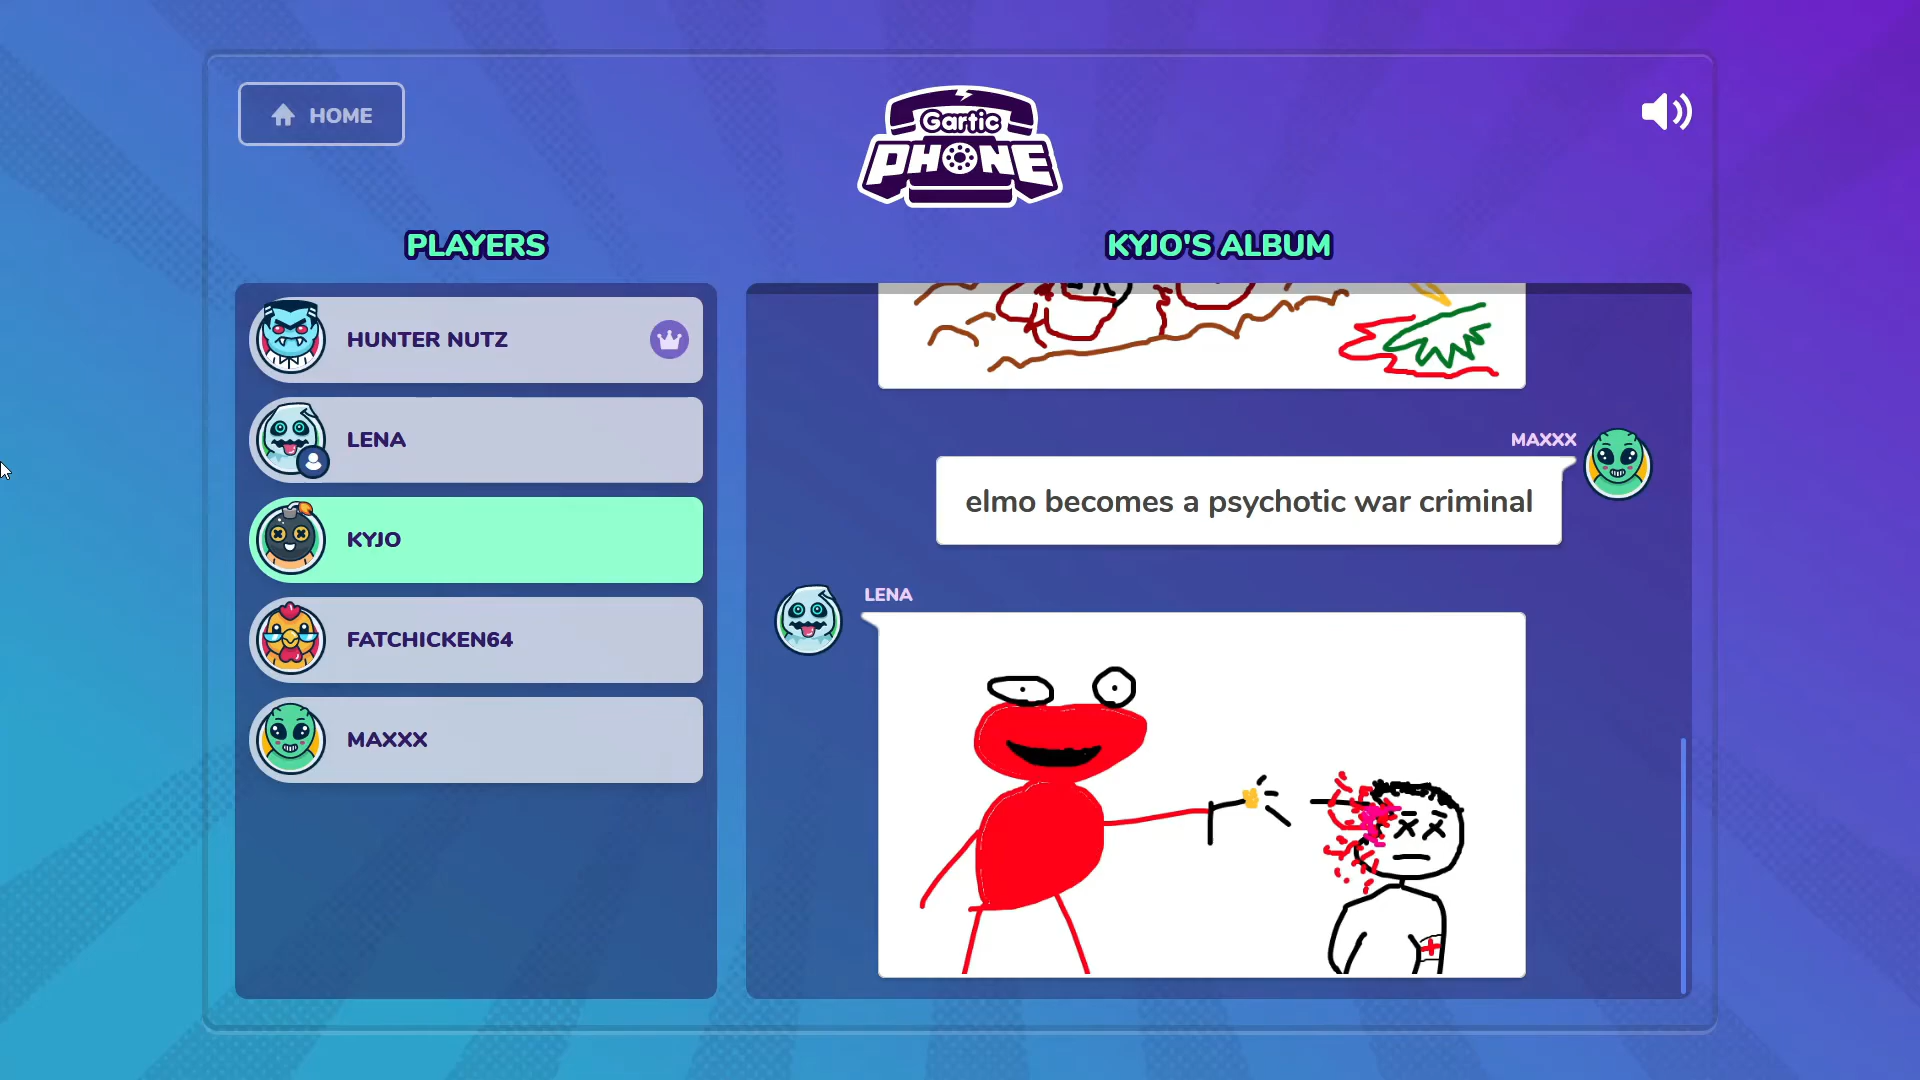 HOME
Gartic
PHONE
PLAYERS
KYJO'S ALBUM
HUNTER NUTZ
LENA
KYJO
FATCHICKEN64
MAXXX
MAXXX
elmo becomes a psychotic war criminal
LENA